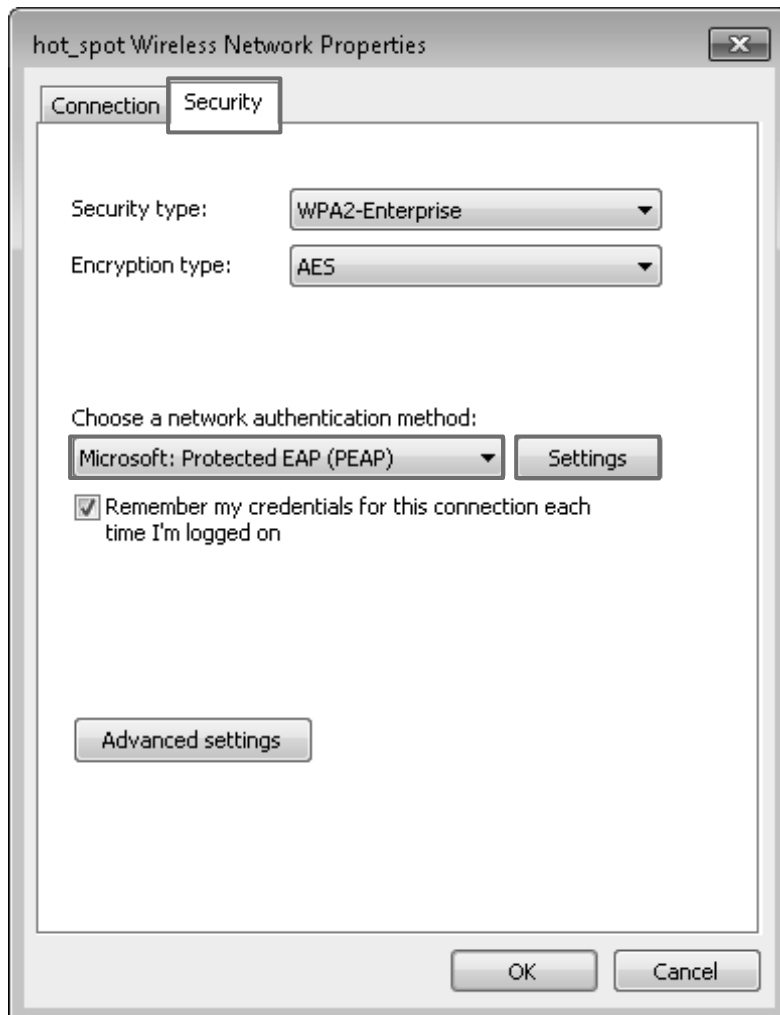 hot_spot Wireless Network Properties
Connection
Security
Security type:
WPA2-Enterprise
Encryption type:
AES
Choose a network authentication method:
Microsoft: Protected EAP (PEAP)
Settings
Remember my credentials for this connection each
time I'm logged on
Advanced settings
OK
Cancel